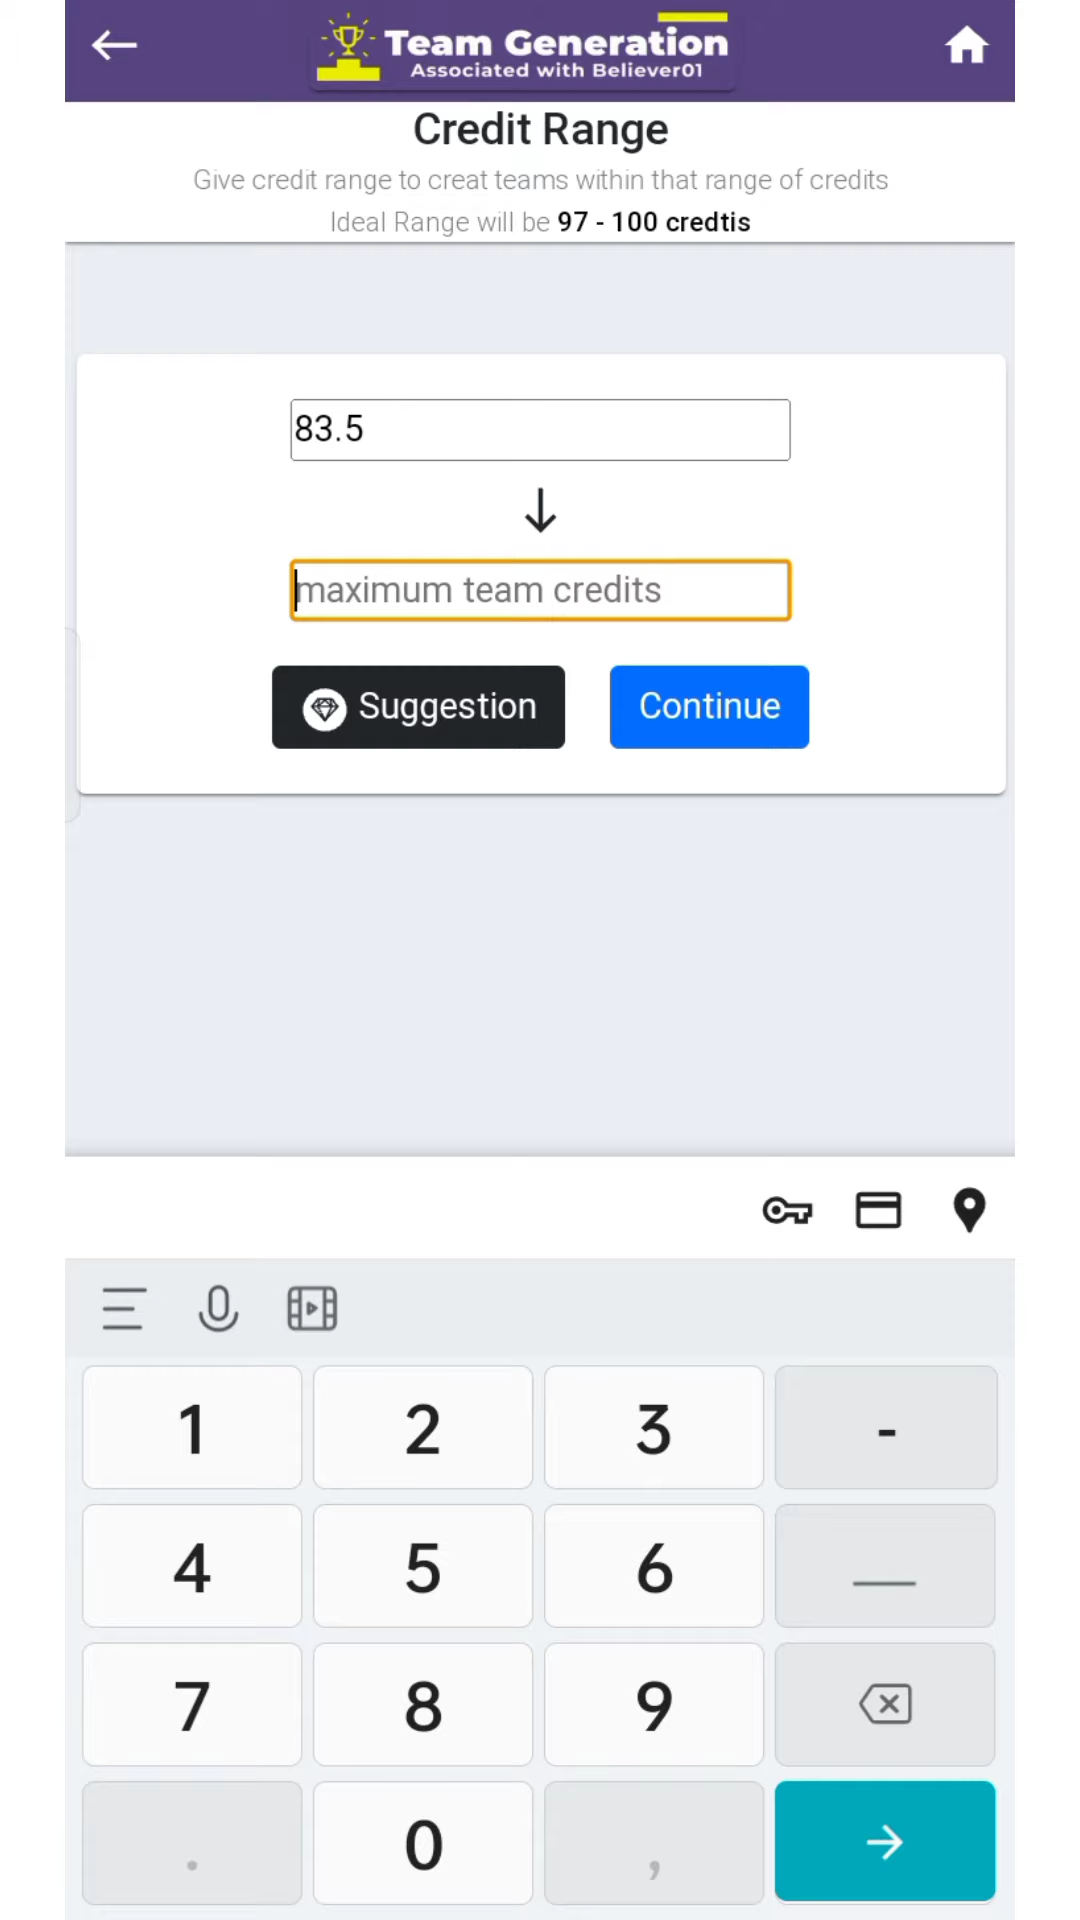 Team Generation
Associated with Believer01
Credit Range
Give credit range to creat teams within that range of credits
Ideal Range will be 97 - 100 credtis
83.5
maximum team credits
Suggestion Continue
1 2 3 -
4 5 6
7 8 9
. 0 ,